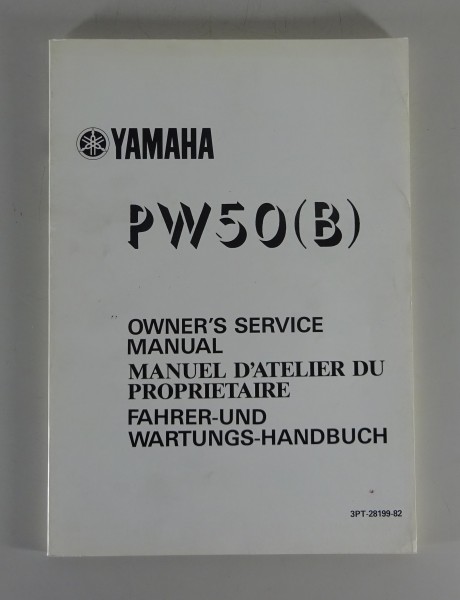 YAMAHA
PW50(B)
OWNER'S SERVICE
MANUAL
MANUEL D'ATELIER DU
PROPRIETAIRE
FAHRER-UND
WARTUNGS-HANDBUCH
3PT-28199-82